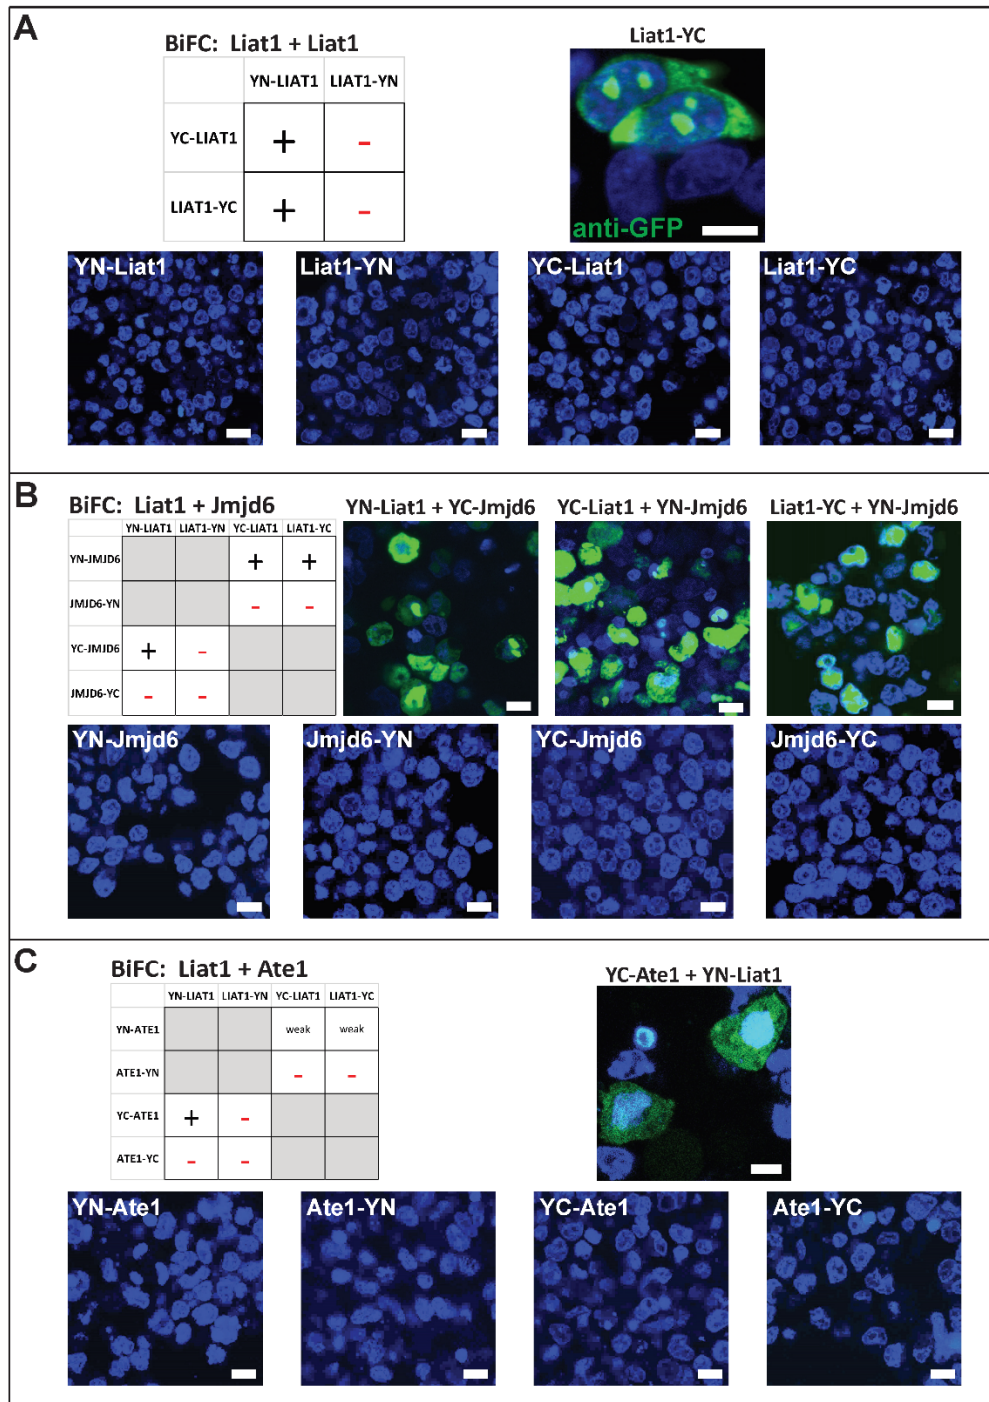 A
BiFC: Liat1 + Liat1
YN-LIAT1 LIAT1-YN
YC-LIAT1 + -
LIAT1-YC + -
Liat1-YC
anti-GFP
YN-Liat1 Liat1-YN YC-Liat1 Liat1-YC
B
BiFC: Liat1 + Jmjd6
YN-LIAT1 LIAT1-YN YC-LIAT1 LIAT1-YC
YN-JMJD6 + +
JMJD6-YN - -
YC-JMJD6 + -
JMJD6-YC - -
YN-Liat1 + YC-Jmjd6 YC-Liat1 + YN-Jmjd6 Liat1-YC + YN-Jmjd6
YN-Jmjd6 Jmjd6-YN YC-Jmjd6 Jmjd6-YC
C
BiFC: Liat1 + Ate1
YN-LIAT1 LIAT1-YN YC-LIAT1 LIAT1-YC
YN-ATE1 weak weak
ATE1-YN - -
YC-ATE1 + -
ATE1-YC - -
YC-Ate1 + YN-Liat1
YN-Ate1 Ate1-YN YC-Ate1 Ate1-YC